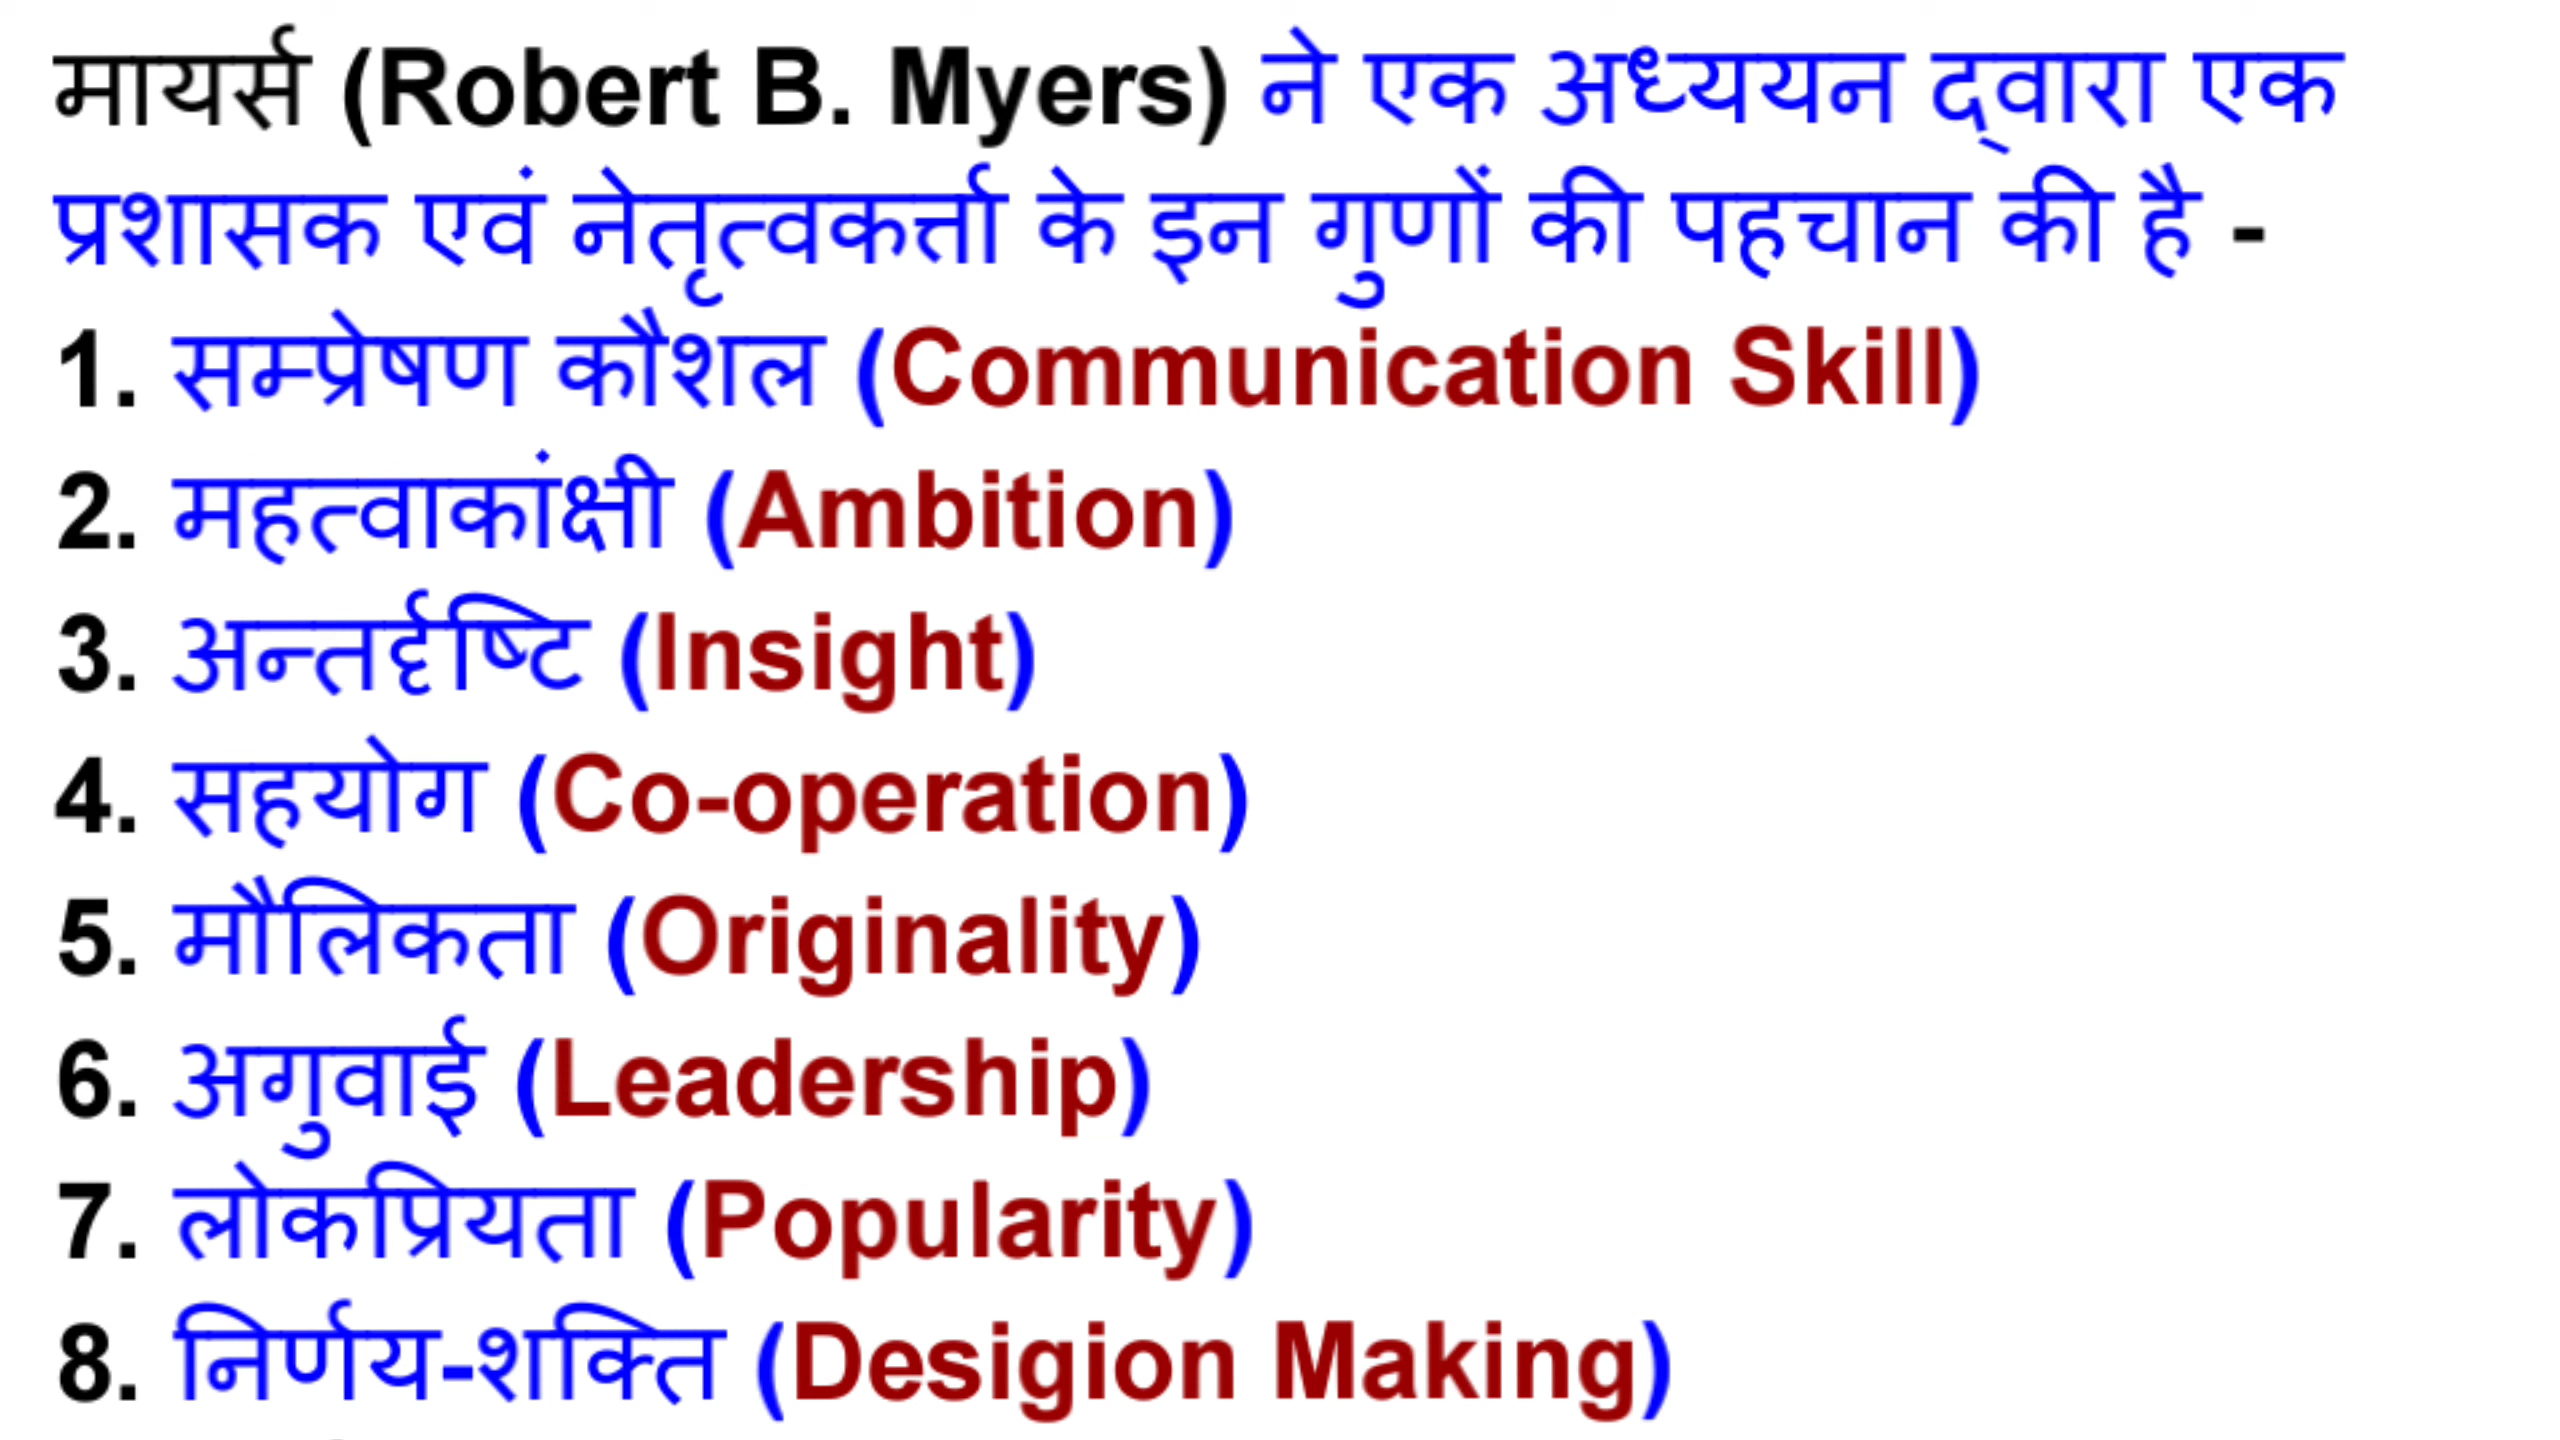 मायर्स (Robert B. Myers) ने एक अध्ययन द्‌वारा एक
प्रशासक एवं नेतृत्वकर्त्ता के इन गुणों की पहचान की है -
1. सम्प्रेषण कौशल (Communication Skill)
2. महत्वाकांक्षी (Ambition)
3. अन्तर्दृष्टि (Insight)
4. सहयोग (Co-operation)
5. मौलिकता (Originality)
6. अगुवाई (Leadership)
7. लोकप्रियता (Popularity)
8. निर्णय-शक्ति (Desigion Making)